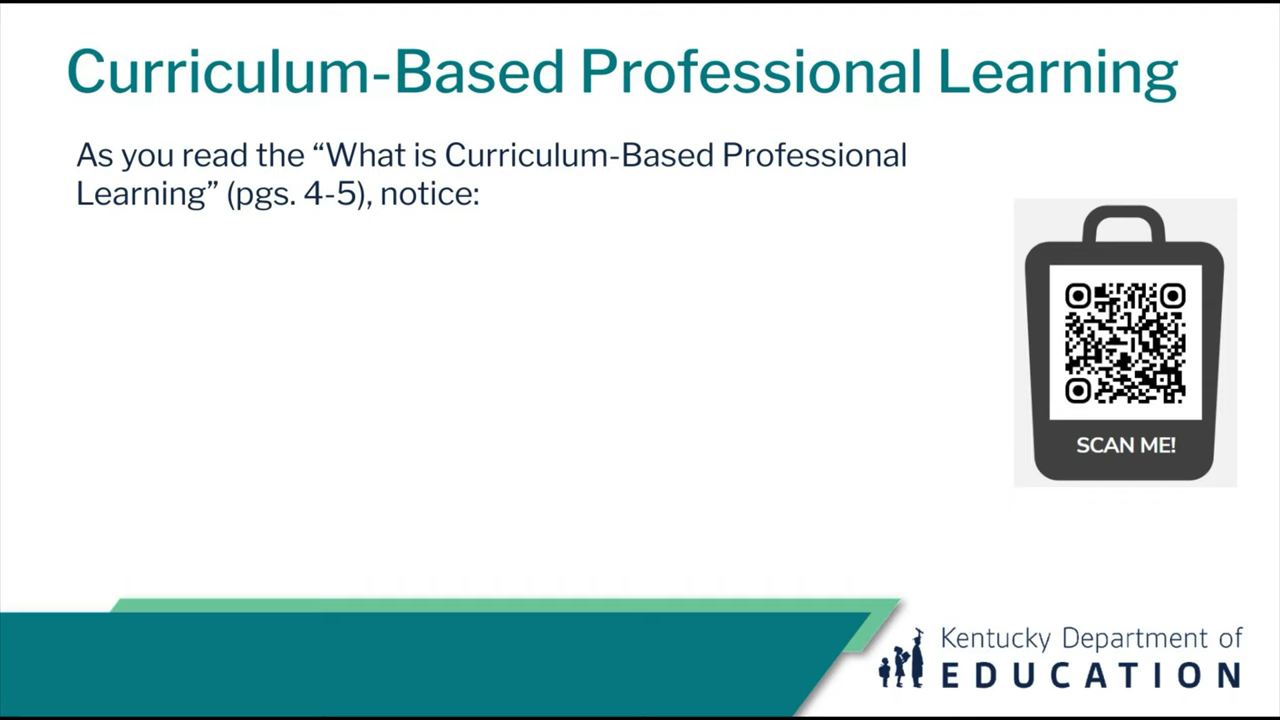 Curriculum-Based Professional Learning
As you read the “What is Curriculum-Based Professional
Learning” (pgs. 4-5), notice:
SCAN ME!
Kentucky Department of
EDUCATION